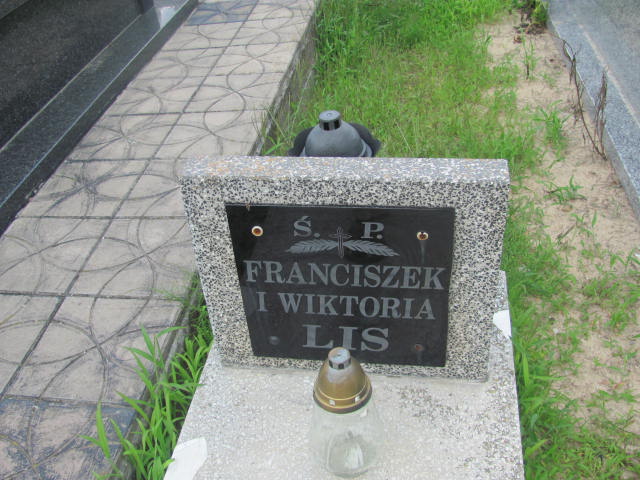 Ś. P.
FRANCISZEK
I WIKTORIA
LIS